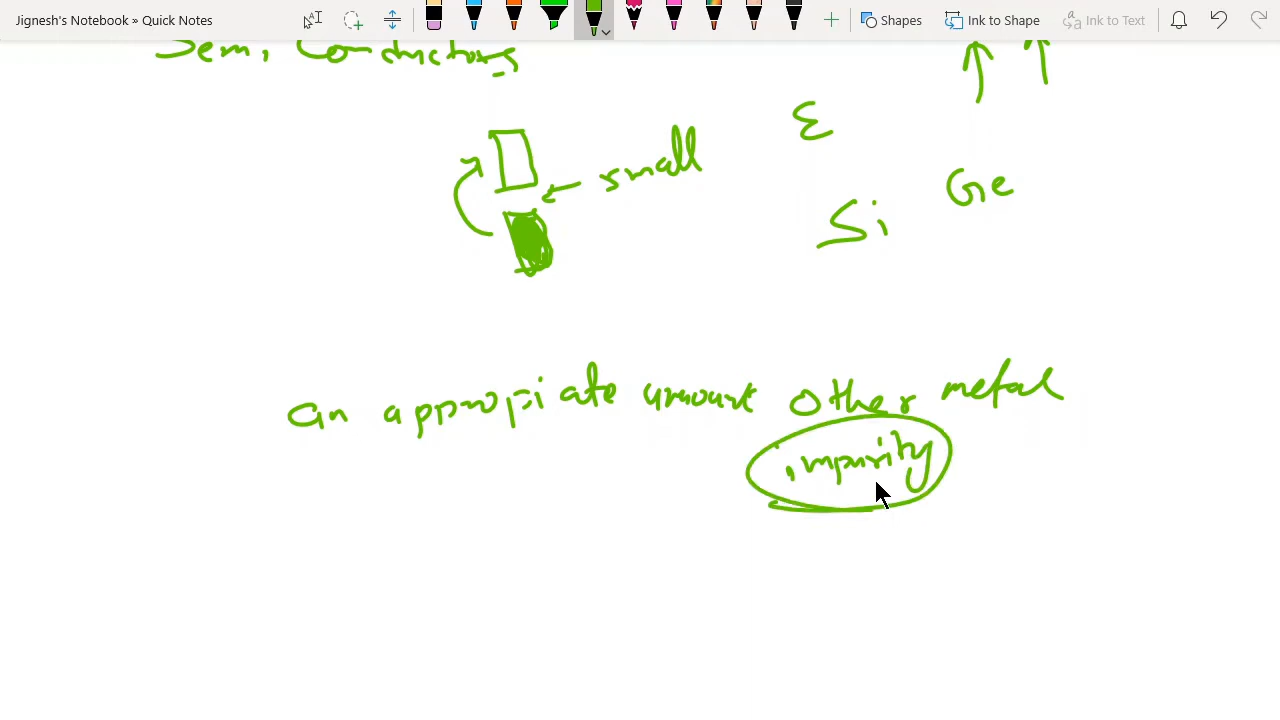 Jignesh's Notebook » Quick Notes
Shapes
Ink to Shape
Ink to Text
Semi Conductors
small
ε
Si
Ge
an appropiate amount other metal
impurity